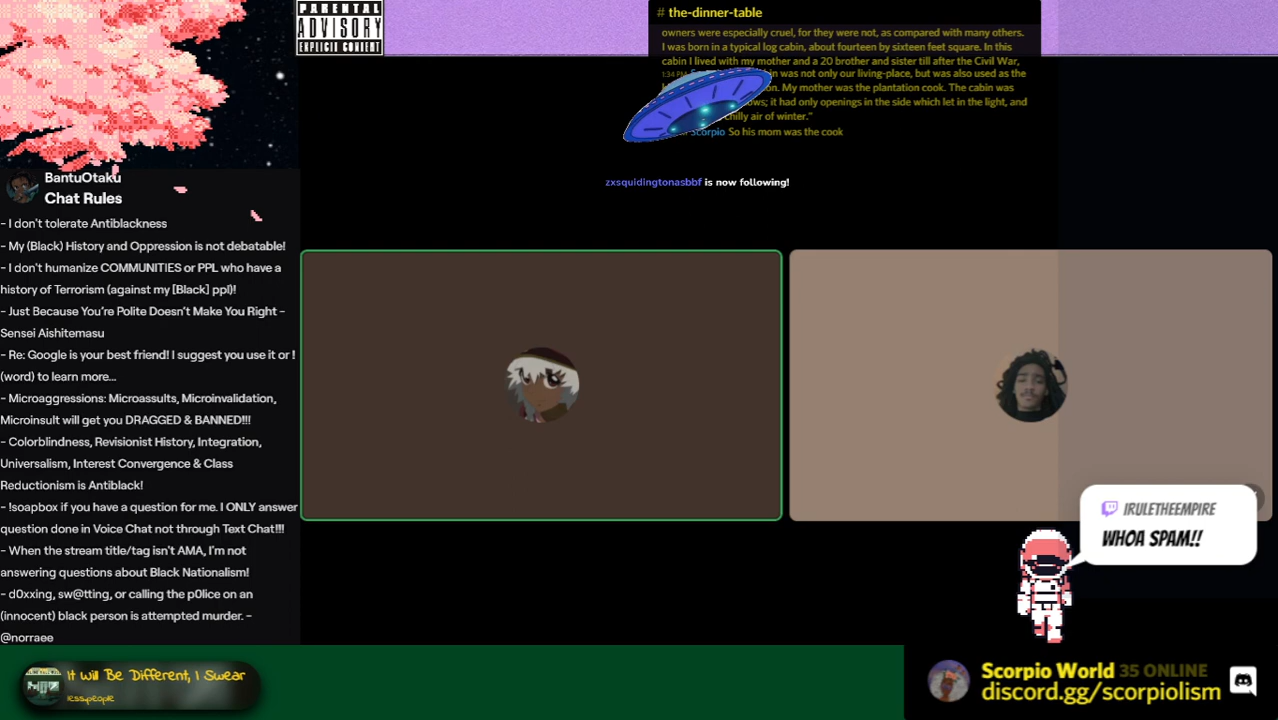 PARENTAL
ADVISORY
EXPLICIT CONTENT
# the-dinner-table
owners were especially cruel, for they were not, as compared with many others.
I was born in a typical log cabin, about fourteen by sixteen feet square. In this
cabin I lived with my mother and a 20 brother and sister till after the Civil War,
1:34 PM in was not only our living-place, but was also used as the
on. My mother was the plantation cook. The cabin was
ows; it had only openings in the side which let in the light, and
chilly air of winter."
Scorpio So his mom was the cook
zxsquidingtonasbbf is now following!
BantuOtaku
Chat Rules
- I don't tolerate Antiblackness
- My (Black) History and Oppression is not debatable!
- I don't humanize COMMUNITIES or PPL who have a
history of Terrorism (against my [Black] ppl)!
- Just Because You're Polite Doesn't Make You Right -
Sensei Aishitemasu
- Re: Google is your best friend! I suggest you use it or !
(word) to learn more...
- Microaggressions: Microassults, Microinvalidation,
Microinsult will get you DRAGGED & BANNED!!!
- Colorblindness, Revisionist History, Integration,
Universalism, Interest Convergence & Class
Reductionism is Antiblack!
- !soapbox if you have a question for me. I ONLY answer
question done in Voice Chat not through Text Chat!!!
- When the stream title/tag isn't AMA, I'm not
answering questions about Black Nationalism!
- d0xxing, sw@tting, or calling the p0lice on an
(innocent) black person is attempted murder. -
@norraee
IRULETHEEMPIRE
WHOA SPAM!!
It Will Be Different, I Swear
less.people
Scorpio World 35 ONLINE
discord.gg/scorpiolism